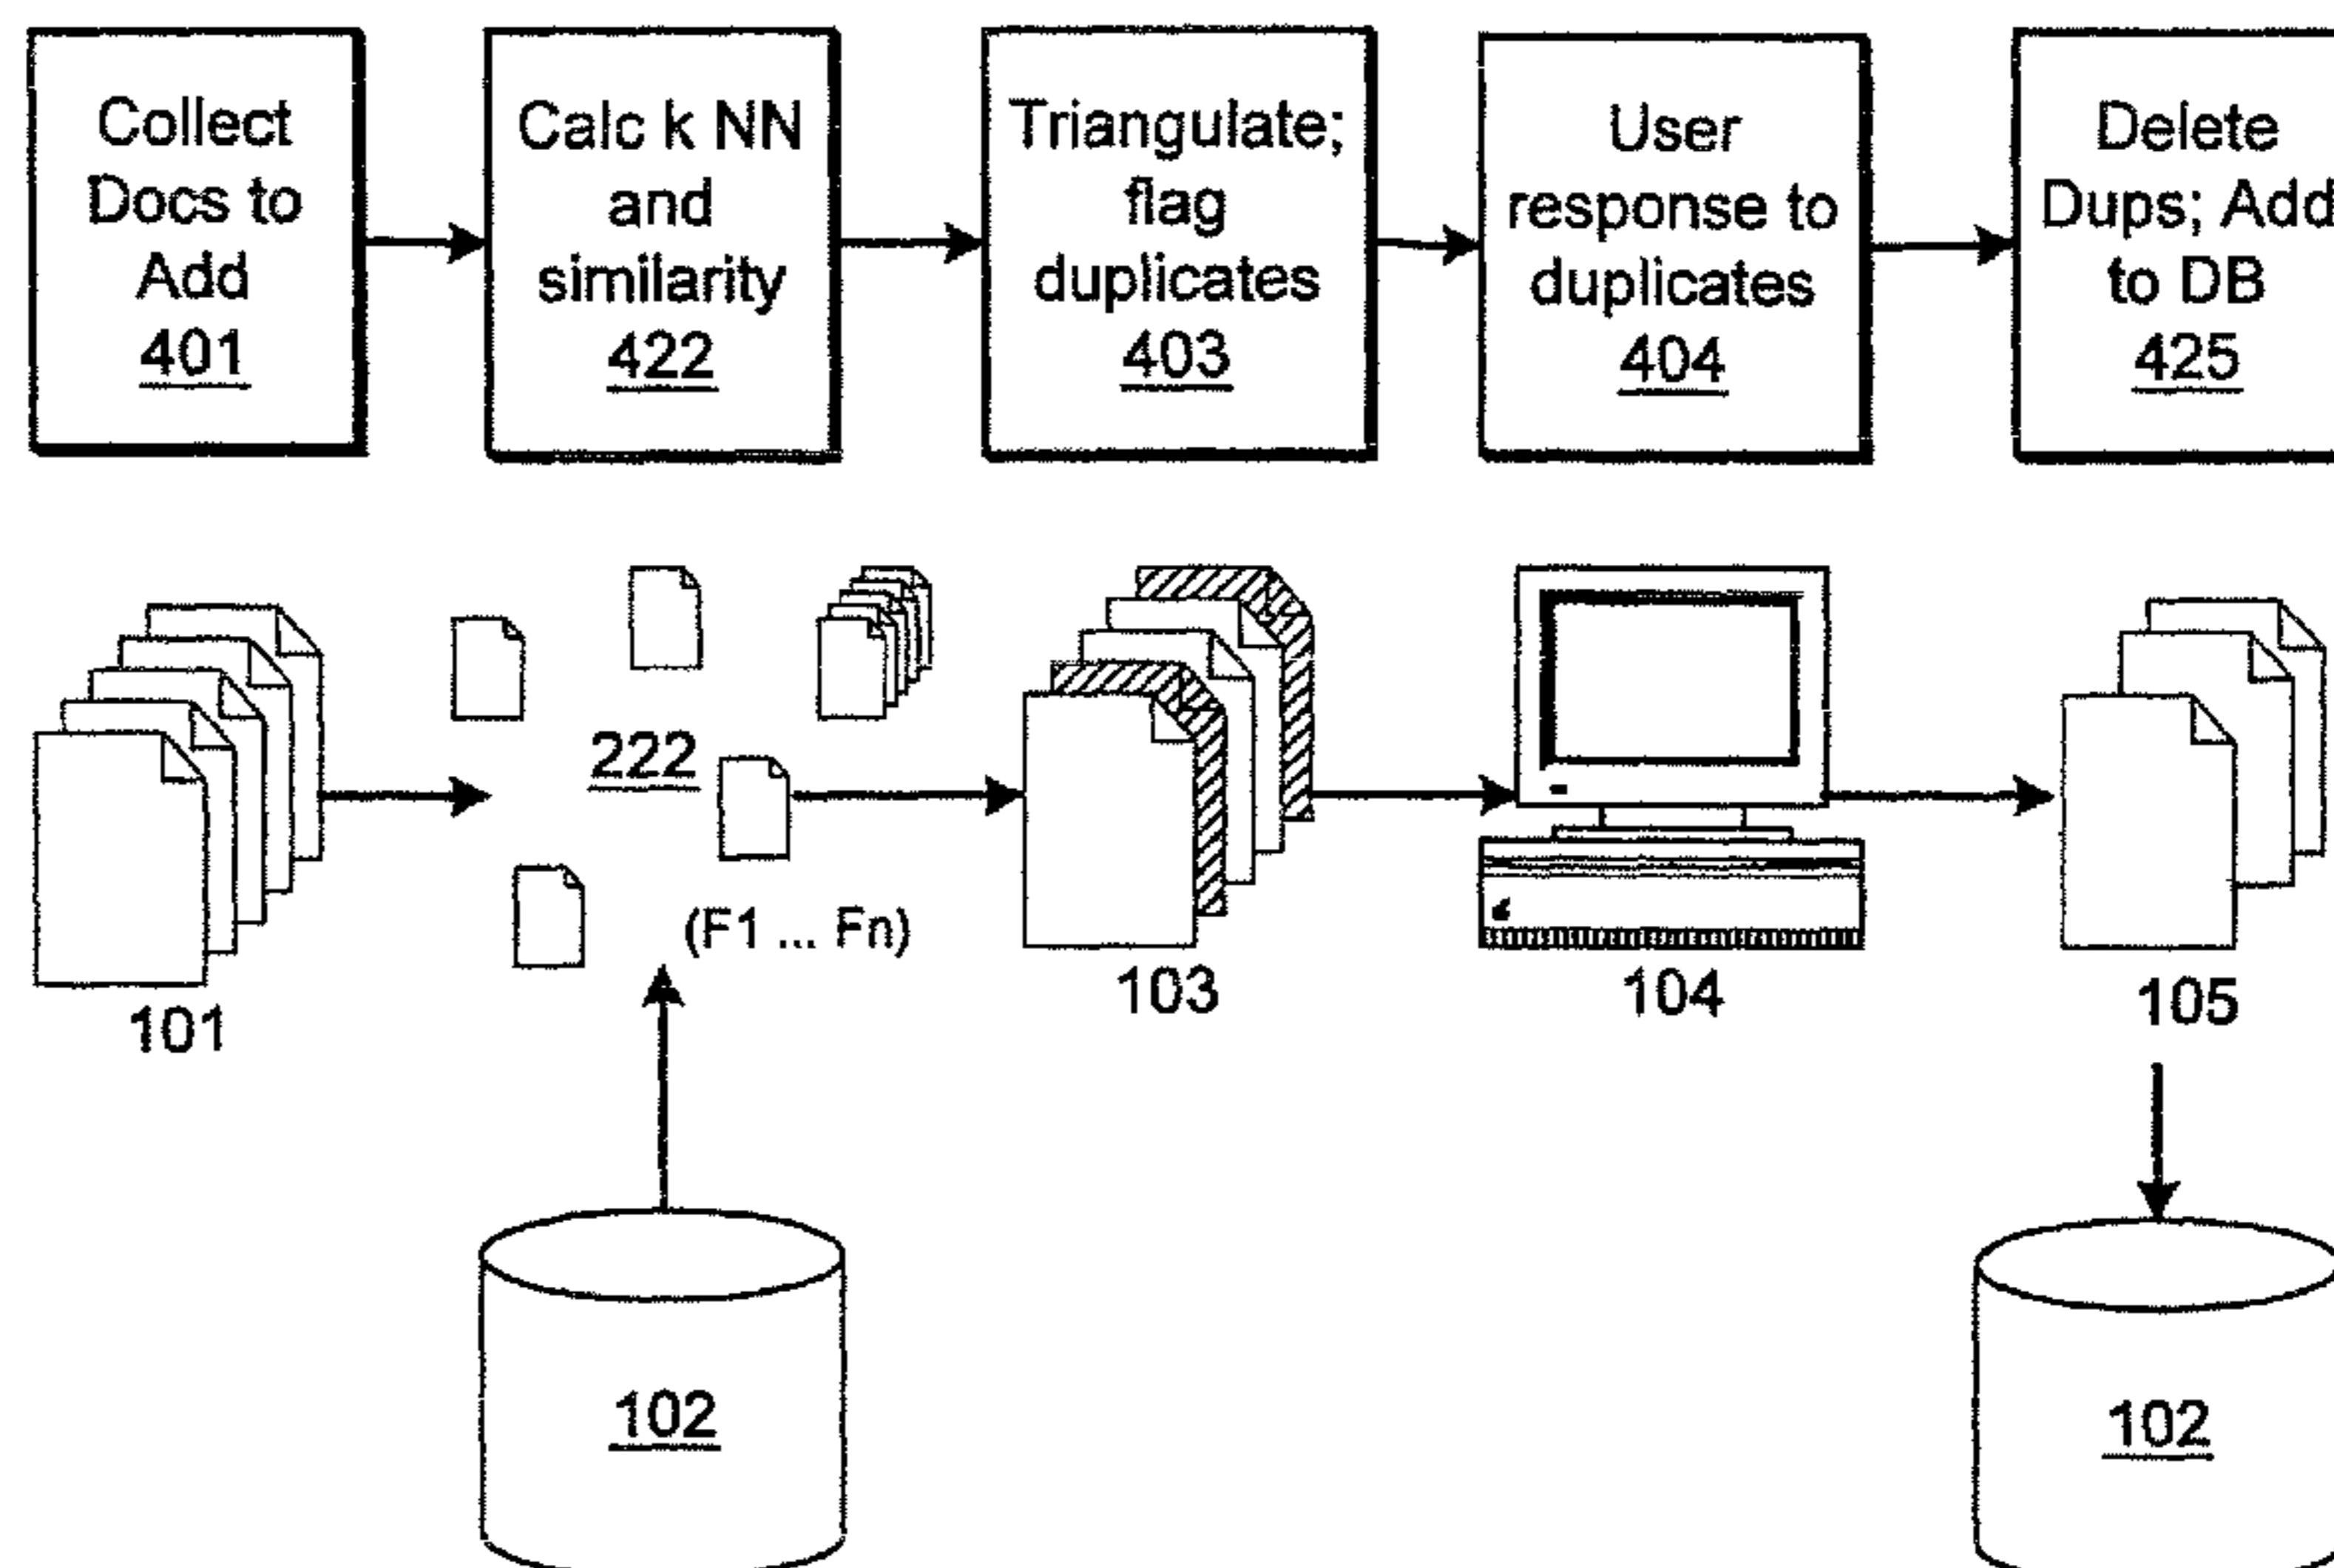 Collect
Docs to
Add
401
Calc k NN
and
similarity
422
Triangulate;
flag
duplicates
403
User
response to
duplicates
404
Delete
Dups; Add
to DB
425
222
(F1 ... Fn)
101
103
104
105
102
102